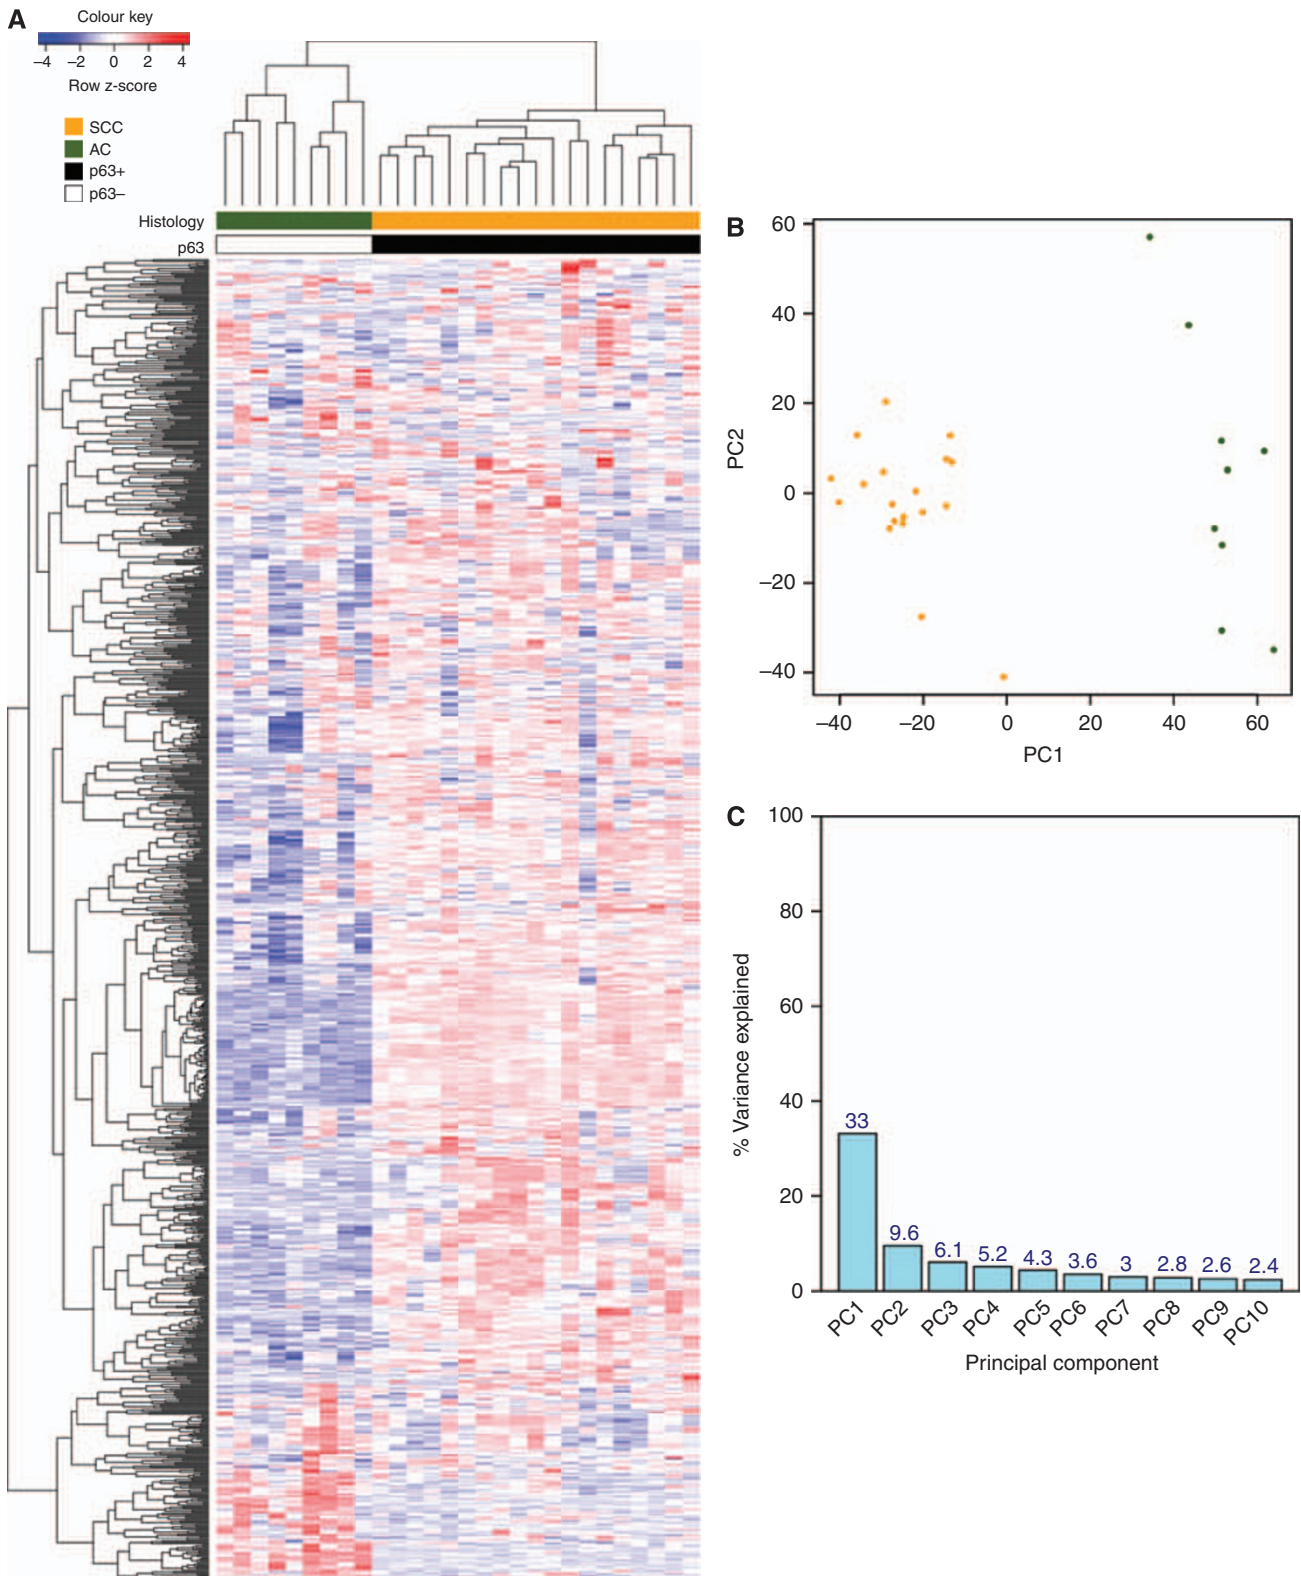 A
Colour key
–4 –2 0 2 4
Row z-score
SCC
AC
p63+
p63–
Histology
p63
B
60
40
20
0
–20
–40
PC2
–40 –20 0 20 40 60
PC1
C
100
80
60
40
20
0
% Variance explained
33
9.6
6.1
5.2
4.3
3.6
3
2.8
2.6
2.4
PC1 PC2 PC3 PC4 PC5 PC6 PC7 PC8 PC9 PC10
Principal component